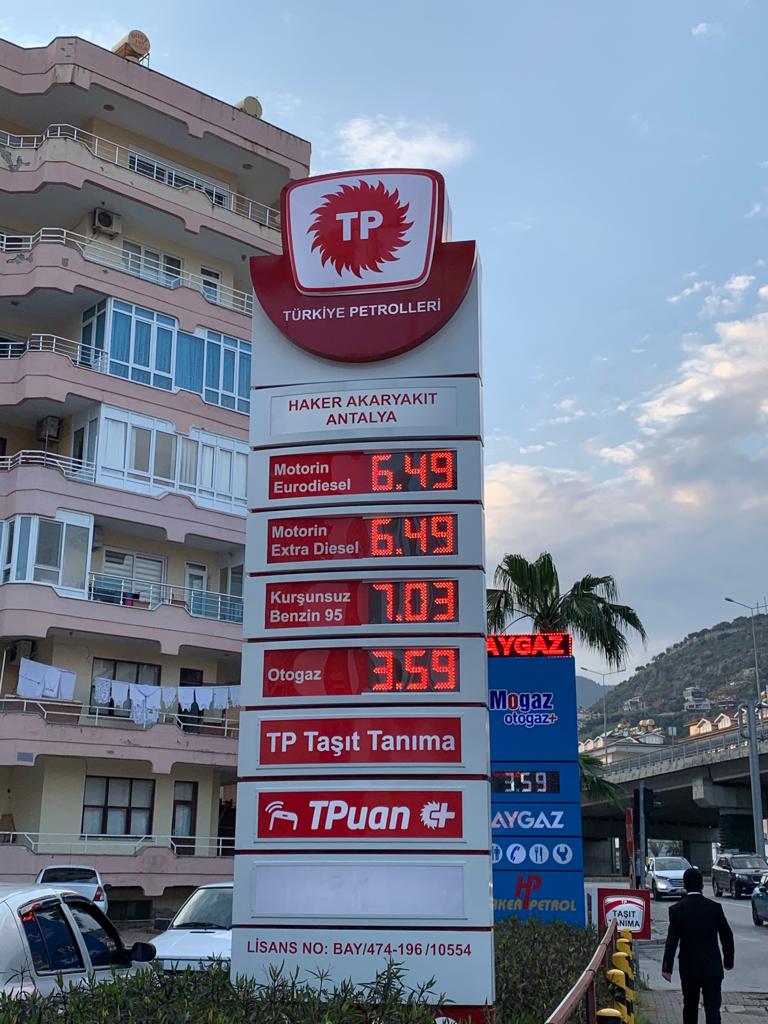 TP
TÜRKİYE PETROLLERİ
HAKER AKARYAKIT
ANTALYA
Motorin
Eurodiesel
6.49
Motorin
Extra Diesel
6.49
Kurşunsuz
Benzin 95
7.03
Otogaz
3.59
TP Taşıt Tanıma
TPuan
LİSANS NO: BAY/474-196/10554
AYGAZ
Mogaz
otogaz+
3.59
AYGAZ
HP
AKER PETROL
TAŞIT
TANIMA